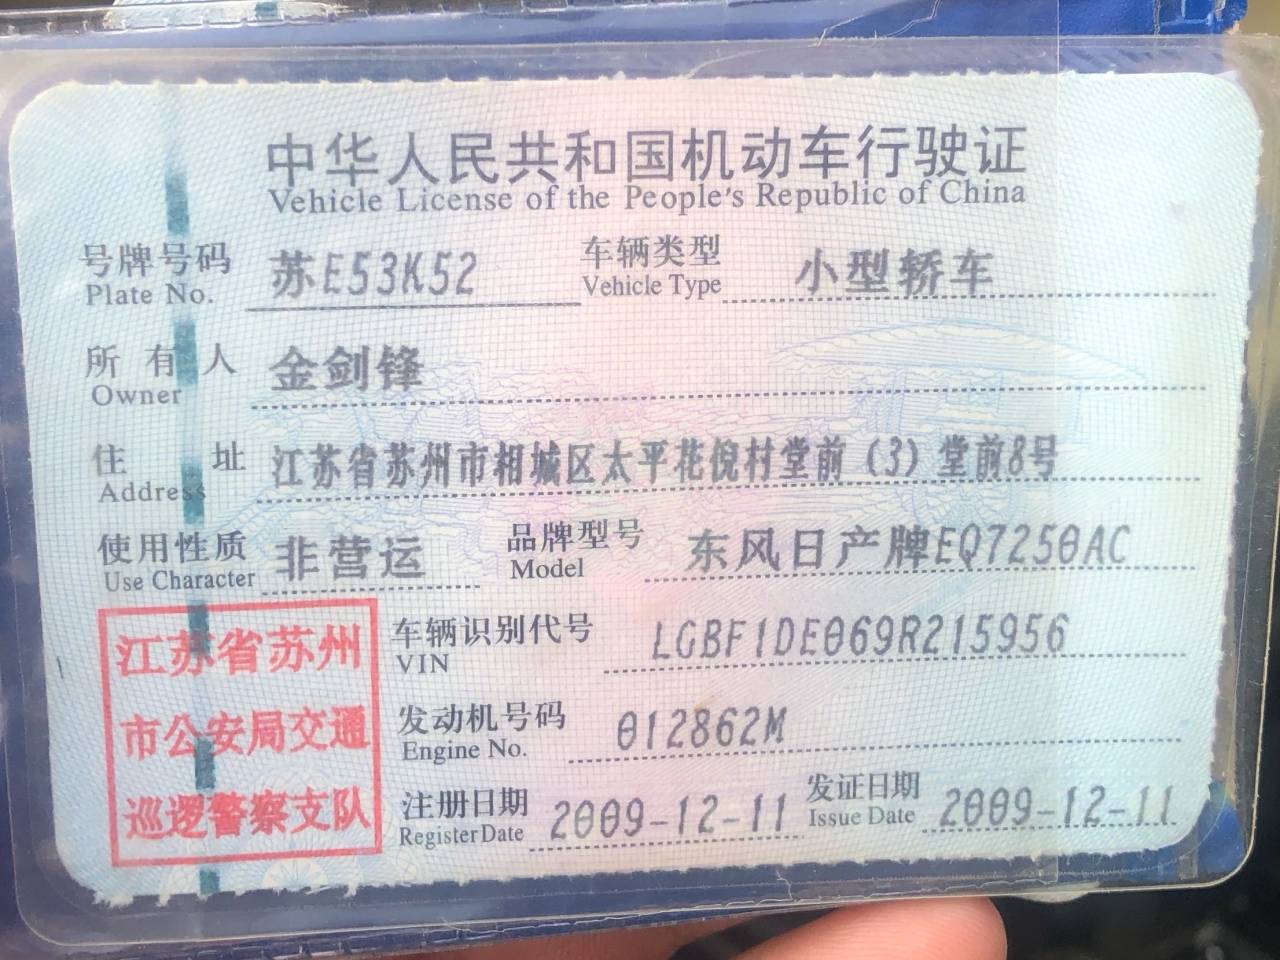 中华人民共和国机动车行驶证
Vehicle License of the People's Republic of China
号牌号码 苏E53K52 车辆类型 小型轿车
Plate No. Vehicle Type
所有人 金剑锋
Owner
住址 江苏省苏州市相城区太平花倪村堂前（3）堂前8号
Address
使用性质 非营运 品牌型号 东风日产牌EQ7250AC
Use Character Model
江苏省苏州 车辆识别代号 LGBF1DE069R215956
VIN
市公安局交通 发动机号码 012862M
Engine No.
巡逻警察支队 注册日期 2009-12-11 发证日期 2009-12-11
Register Date Issue Date